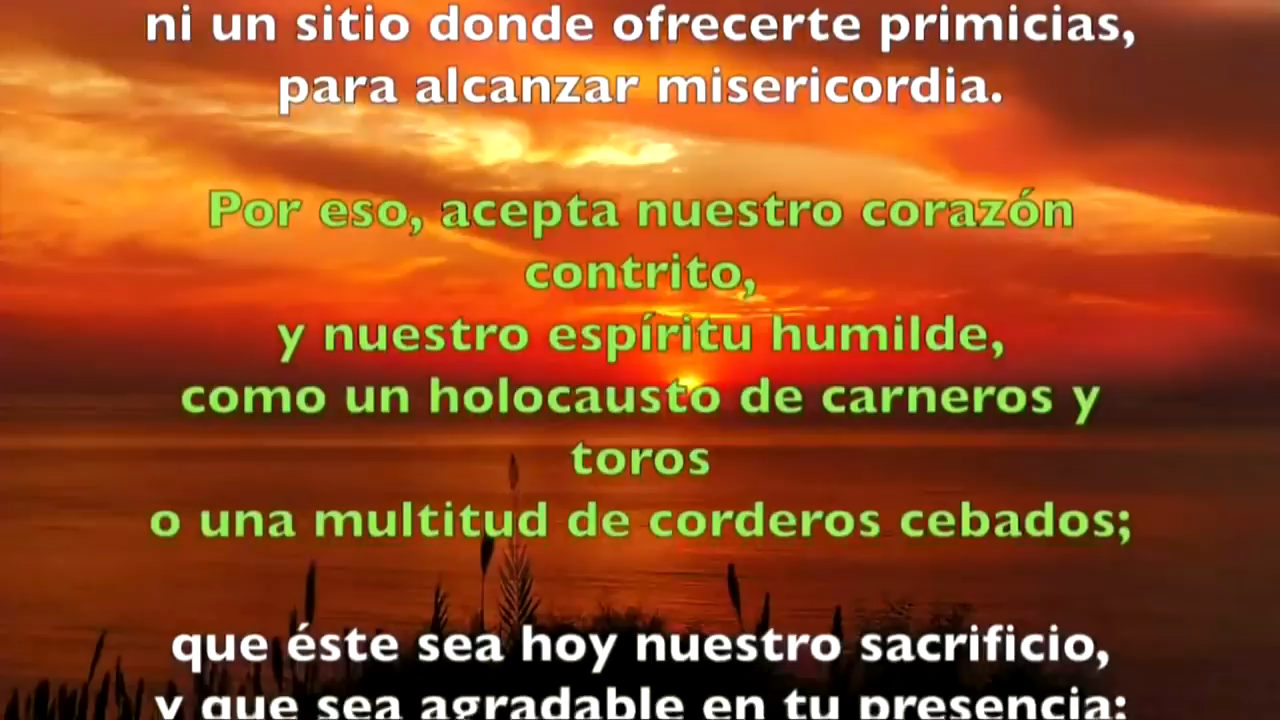 ni un sitio donde ofrecerte primicias,
para alcanzar misericordia.
Por eso, acepta nuestro corazón
contrito,
y nuestro espíritu humilde,
como un holocausto de carneros y
toros
o una multitud de corderos cebados;
que éste sea hoy nuestro sacrificio,
y que sea agradable en tu presencia: